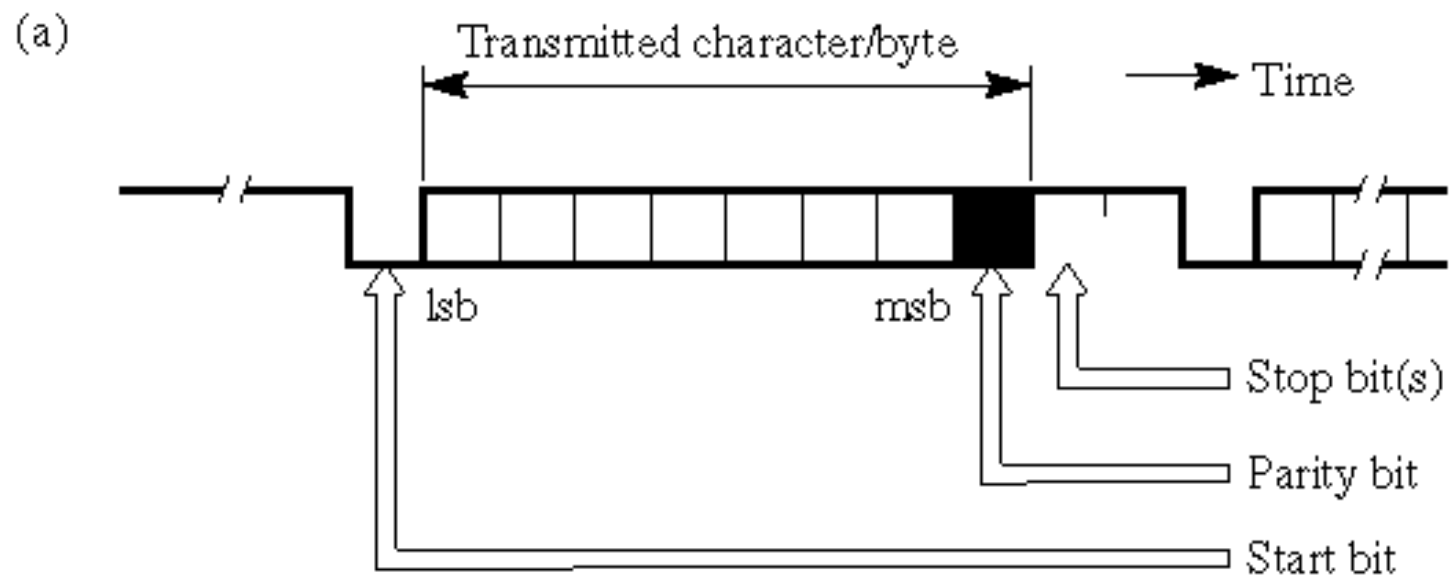 (a)
Transmitted character/byte
Time
lsb
msb
Stop bit(s)
Parity bit
Start bit